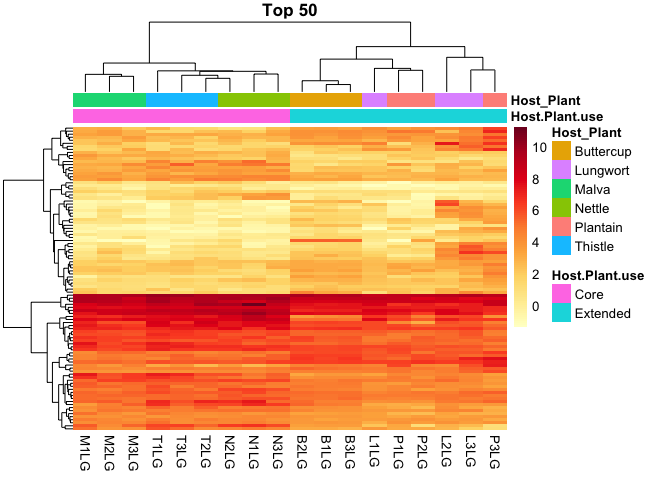 Top 50
Host_Plant
Host.Plant.use
10
8
6
4
2
0
Host_Plant
Buttercup
Lungwort
Malva
Nettle
Plantain
Thistle
Host.Plant.use
Core
Extended
M1LG
M2LG
M3LG
T1LG
T3LG
T2LG
N2LG
N1LG
N3LG
B2LG
B1LG
B3LG
L1LG
P1LG
P2LG
L2LG
L3LG
P3LG